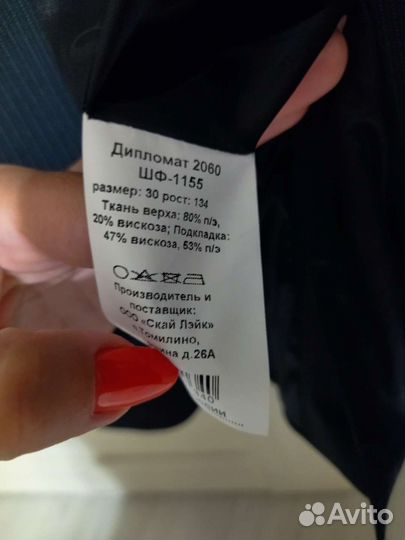 Дипломат 2060
ШФ-1155
размер: 30 рост: 134
Ткань верха: 80% п/э,
20% вискоза; Подкладка:
47% вискоза, 53% п/э
Производитель и
поставщик:
ООО «Скай Лэйк»
п.Томилино,
д.26А
Avito